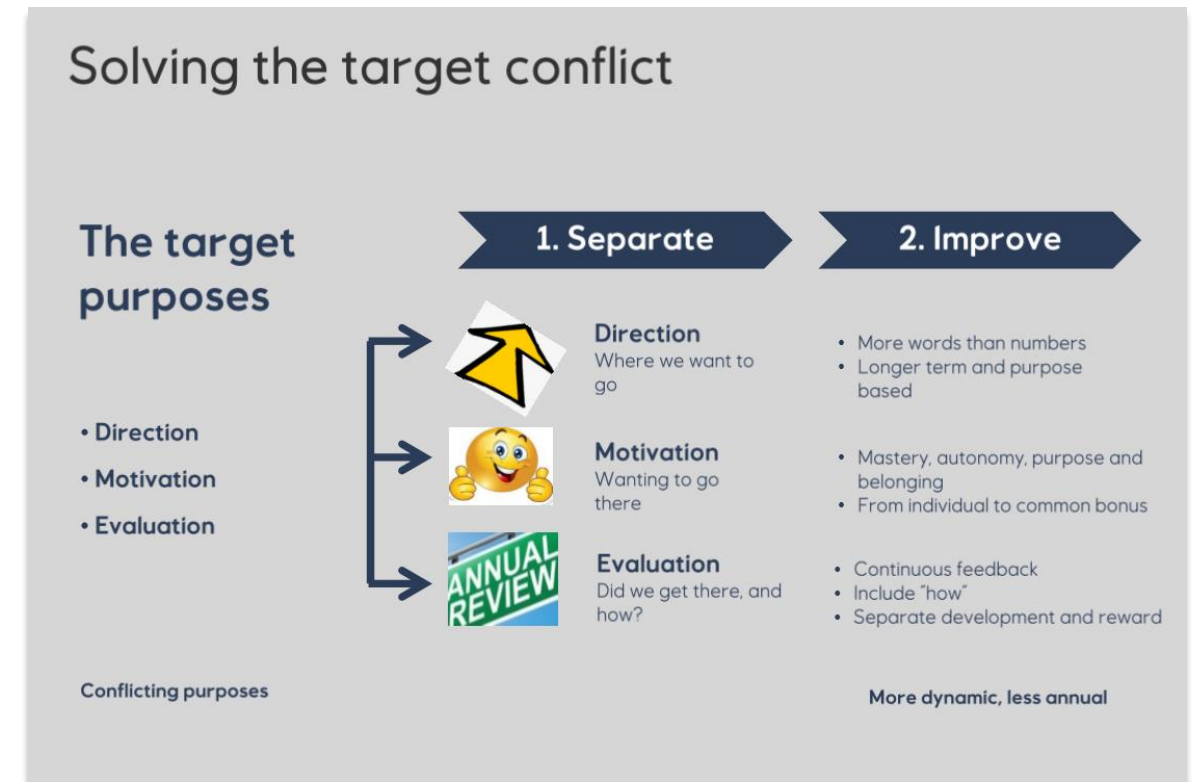 Solving the target conflict
The target
purposes
• Direction
• Motivation
• Evaluation
Conflicting purposes
1. Separate
Direction
Where we want to
go
Motivation
Wanting to go
there
ANNUAL
REVIEW
Evaluation
Did we get there, and
how?
2. Improve
• More words than numbers
• Longer term and purpose
based
• Mastery, autonomy, purpose and
belonging
• From individual to common bonus
• Continuous feedback
• Include "how"
• Separate development and reward
More dynamic, less annual